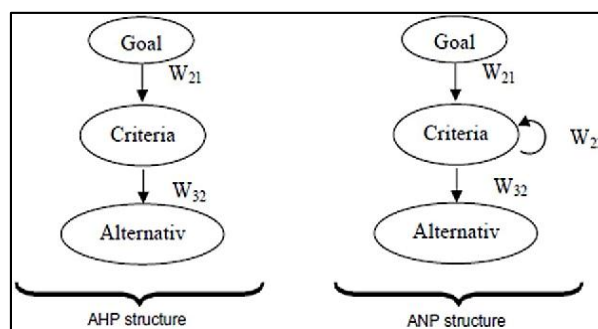 Goal
W21
Criteria
W32
Alternativ
AHP structure
Goal
W21
Criteria
W2
W32
Alternativ
ANP structure